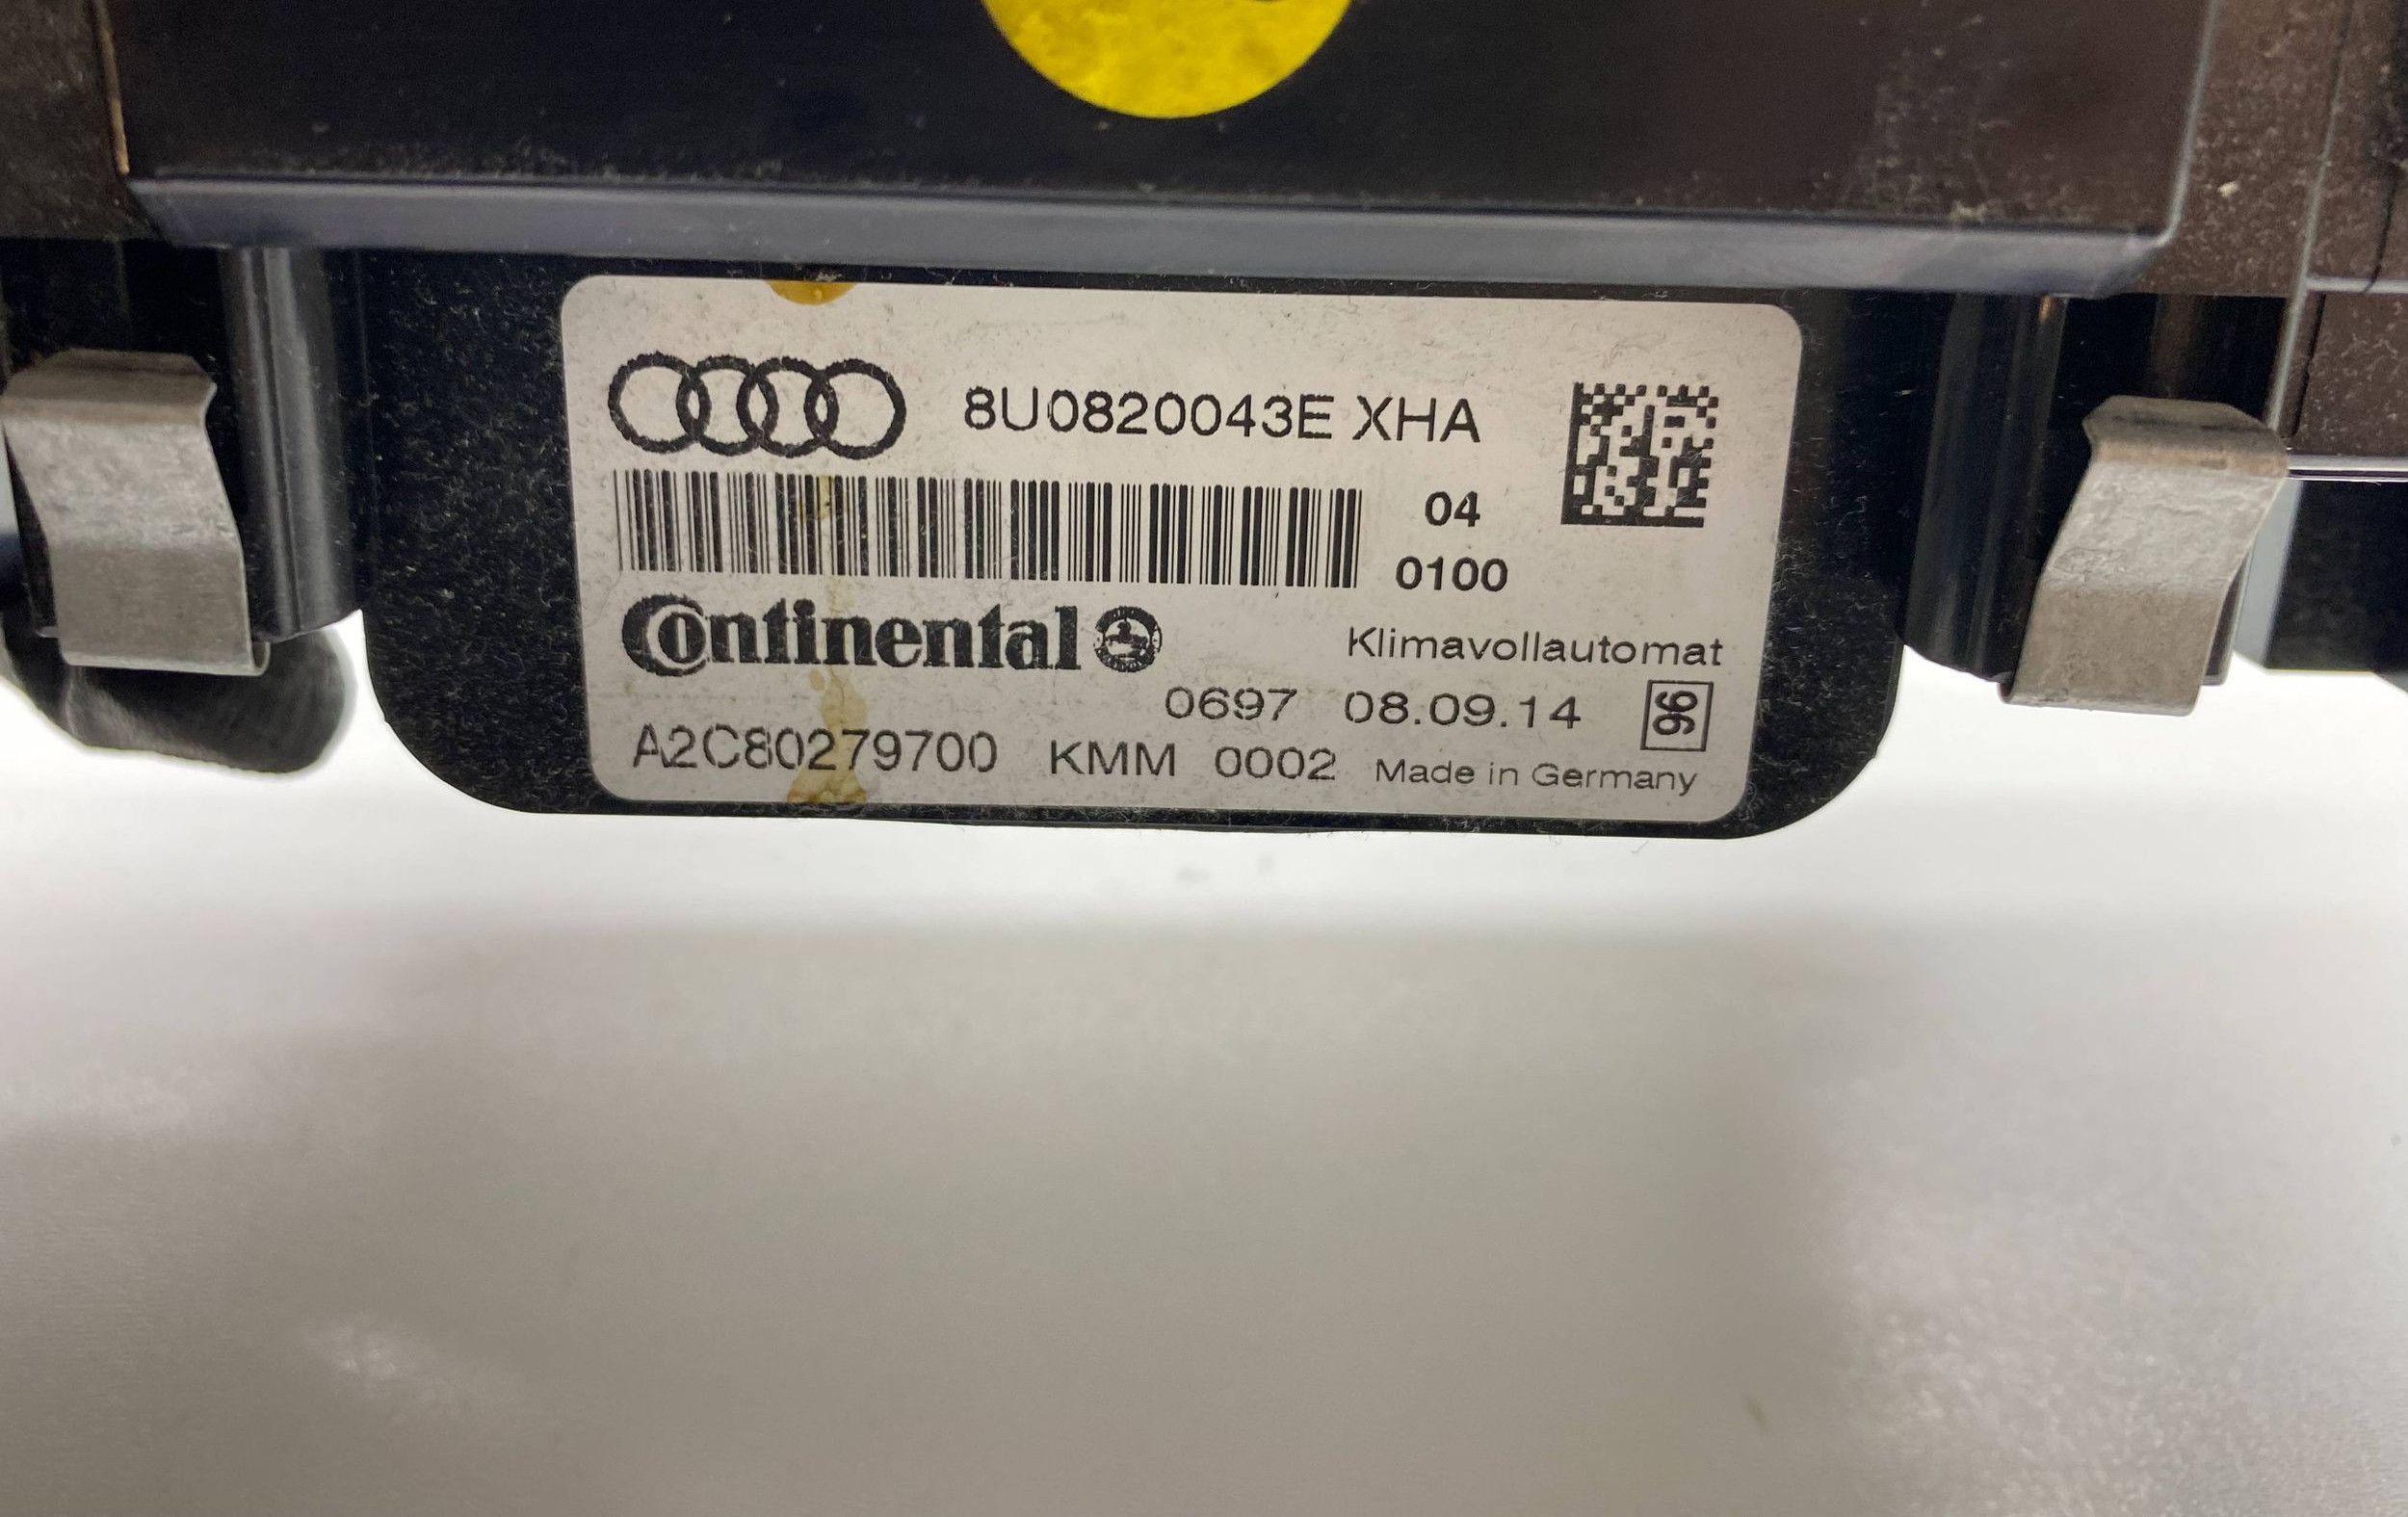 8U0820043E XHA
04
0100
Continental
Klimavollautomat
0697 08.09.14 96
A2C80279700 KMM 0002 Made in Germany